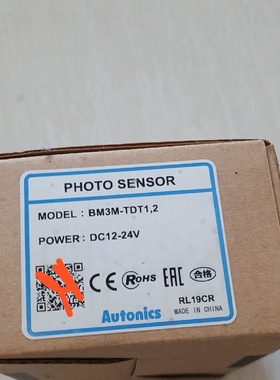 PHOTO SENSOR
MODEL : BM3M-TDT1,2
POWER : DC12-24V
CE RoHS EAC 合格
RL19CR
Autonics MADE IN CHINA